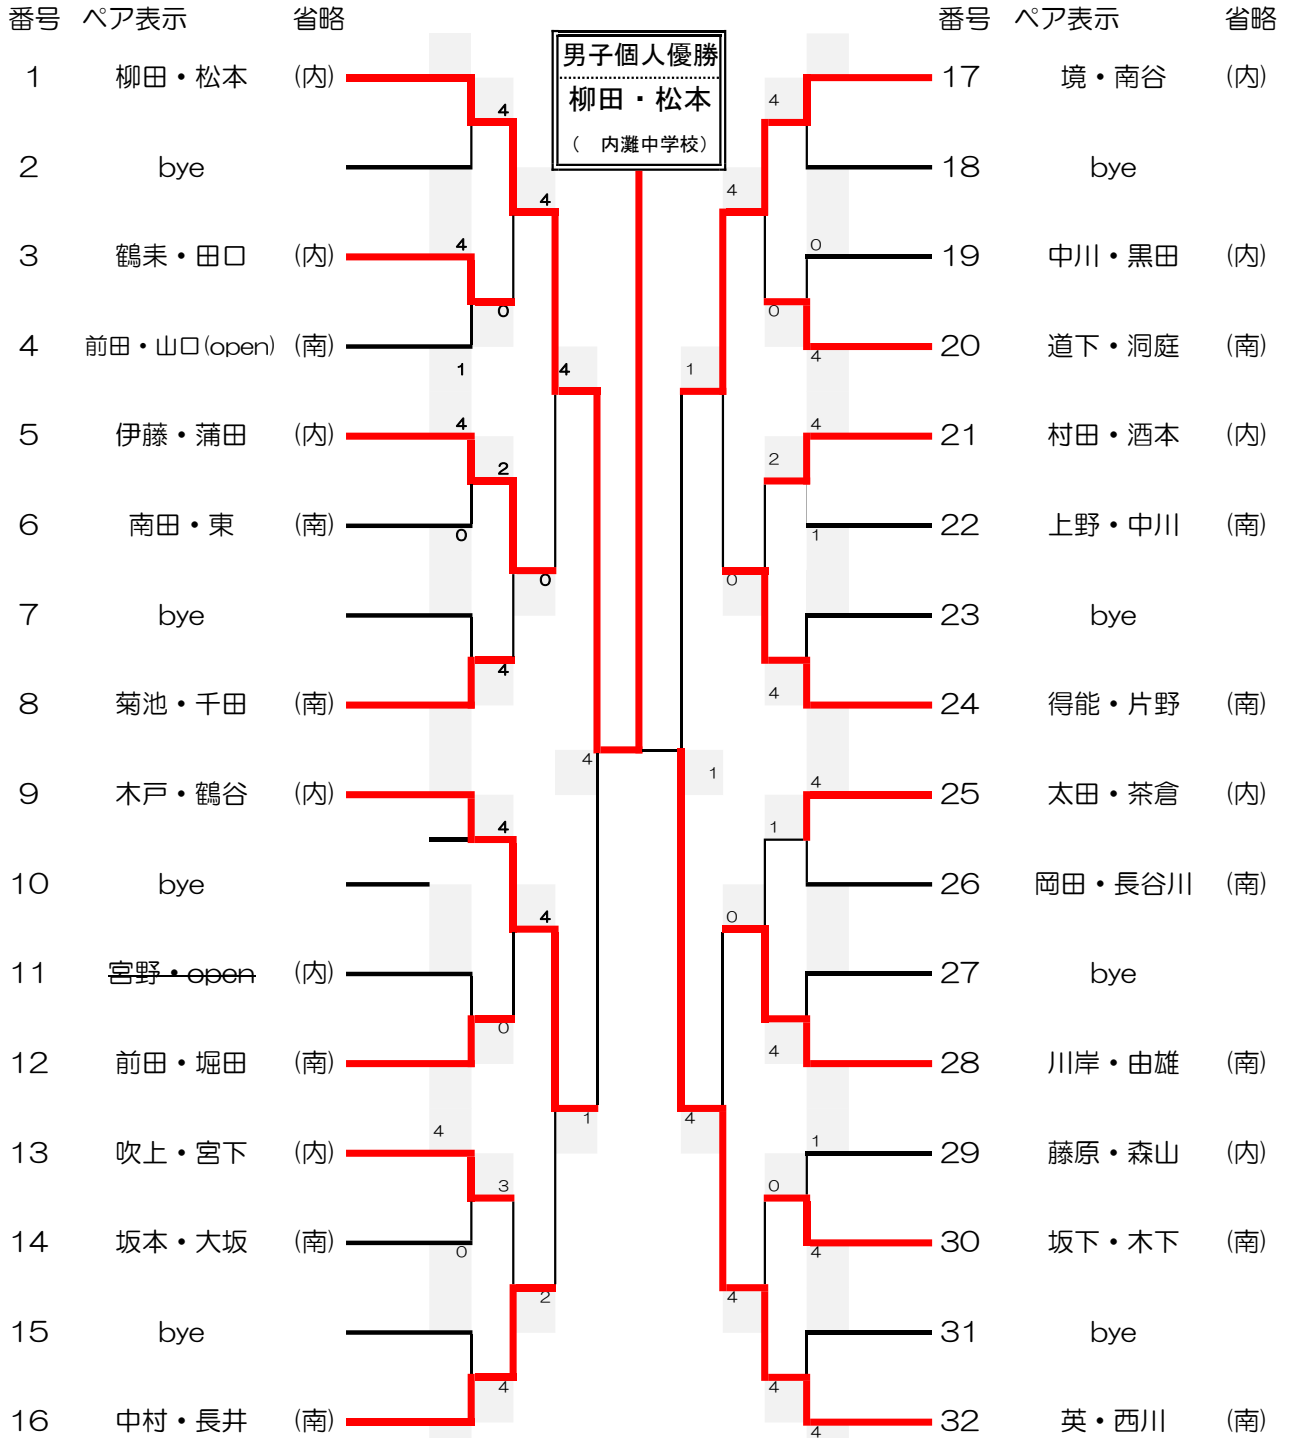 番号 ペア表示 省略
男子個人優勝
柳田・松本
( 内灘中学校)
番号 ペア表示 省略
1 柳田・松本 (内)
4
2 bye
4
3 鶴来・田口 (内) 4
0
4 前田・山口(open) (南)
1
4
5 伊藤・蒲田 (内) 4
2
6 南田・東 (南) 0
0
7 bye
4
8 菊池・千田 (南)
4
9 木戸・鶴谷 (内)
4
10 bye
4
11 宮野・open (内)
0
12 前田・堀田 (南)
1
13 吹上・宮下 (内) 4
3
14 坂本・大坂 (南) 0
2
15 bye
4
16 中村・長井 (南)
17 境・南谷 (内)
4
18 bye
4
0 19 中川・黒田 (内)
0
4 20 道下・洞庭 (南)
1
4 21 村田・酒本 (内)
2
1 22 上野・中川 (南)
0
23 bye
4
24 得能・片野 (南)
1
4 25 太田・茶倉 (内)
1
26 岡田・長谷川 (南)
0
27 bye
4
28 川岸・由雄 (南)
4
1 29 藤原・森山 (内)
0
4 30 坂下・木下 (南)
4
31 bye
4
4 32 英・西川 (南)